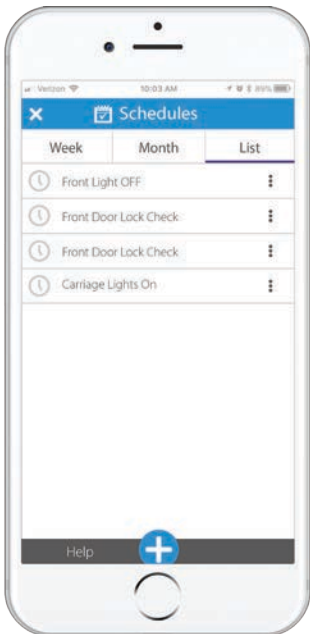 Verizon 10:03 AM 89%
Schedules
Week Month List
Front Light OFF
Front Door Lock Check
Front Door Lock Check
Carriage Lights On
Help